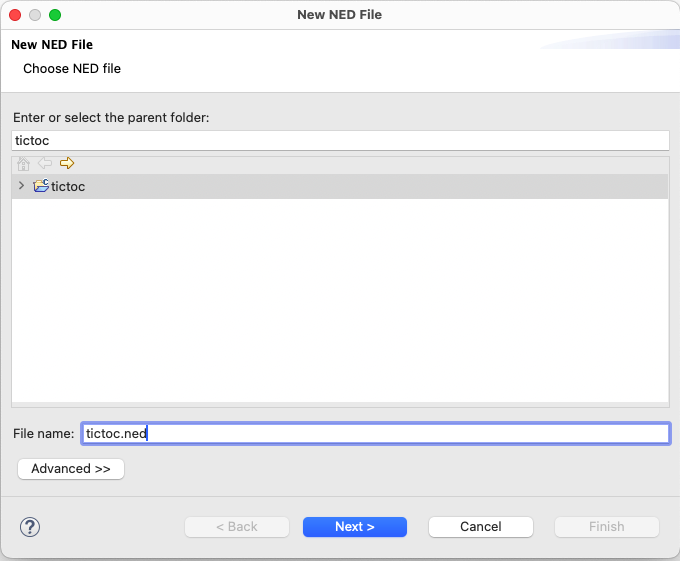 New NED File
New NED File
Choose NED file
Enter or select the parent folder:
tictoc
tictoc
File name: tictoc.ned
Advanced >>
? < Back Next > Cancel Finish